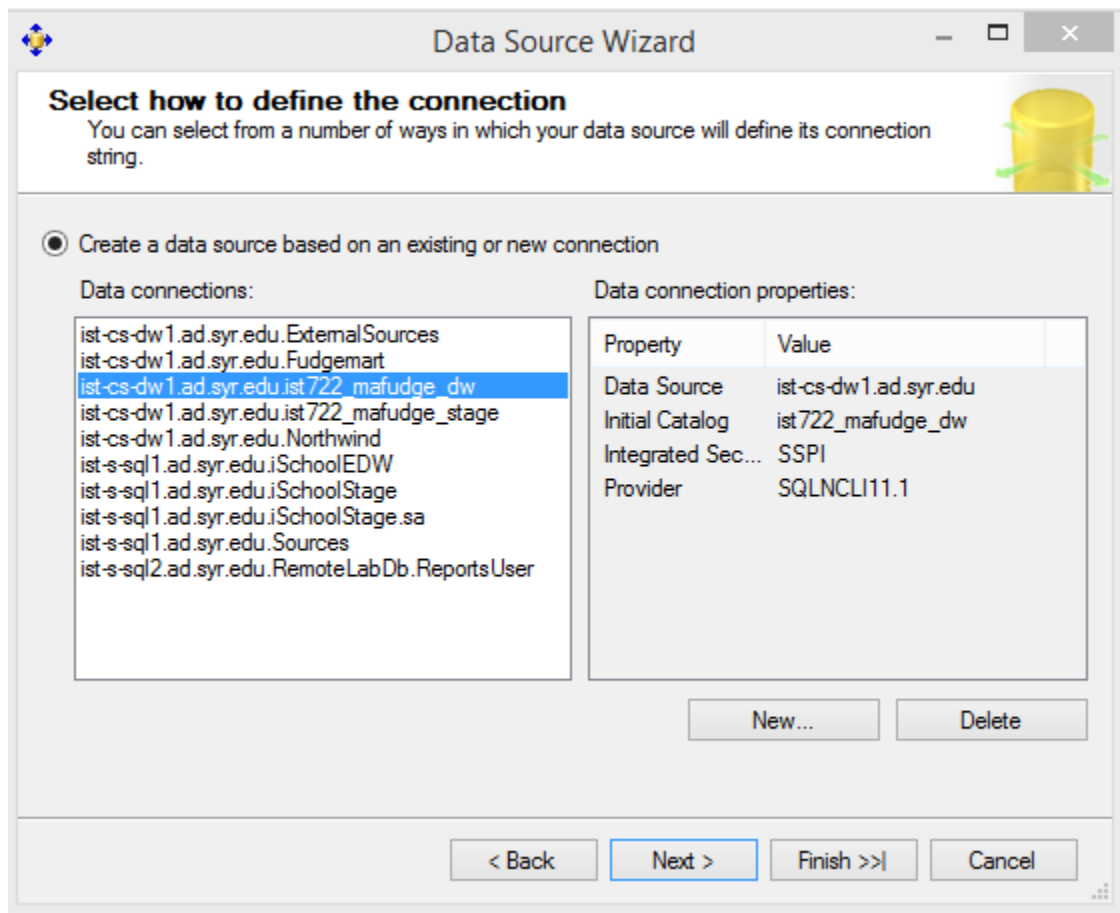 Data Source Wizard
Select how to define the connection
You can select from a number of ways in which your data source will define its connection
string.
Create a data source based on an existing or new connection
Data connections:
ist-cs-dw1.ad.syr.edu.ExternalSources
ist-cs-dw1.ad.syr.edu.Fudgemart
ist-cs-dw1.ad.syr.edu.ist722_mafudge_dw
ist-cs-dw1.ad.syr.edu.ist722_mafudge_stage
ist-cs-dw1.ad.syr.edu.Northwind
ist-s-sql1.ad.syr.edu.iSchoolEDW
ist-s-sql1.ad.syr.edu.iSchoolStage
ist-s-sql1.ad.syr.edu.iSchoolStage.sa
ist-s-sql1.ad.syr.edu.Sources
ist-s-sql2.ad.syr.edu.RemoteLabDb.ReportsUser
Data connection properties:
Property Value
Data Source ist-cs-dw1.ad.syr.edu
Initial Catalog ist722_mafudge_dw
Integrated Sec... SSPI
Provider SQLNCLI11.1
New... Delete
< Back Next > Finish >>| Cancel